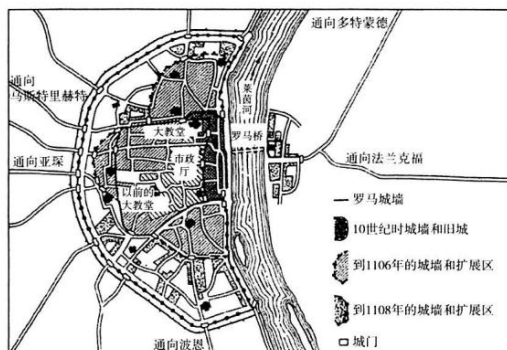 通向多特蒙德
通向
马斯特里赫特
莱茵河
大教堂
罗马桥
市政
厅
通向亚琛
通向法兰克福
以前的
大教堂
罗马城墙
10世纪时城墙和旧城
到1106年的城墙和扩展区
到1108年的城墙和扩展区
城门
通向波恩